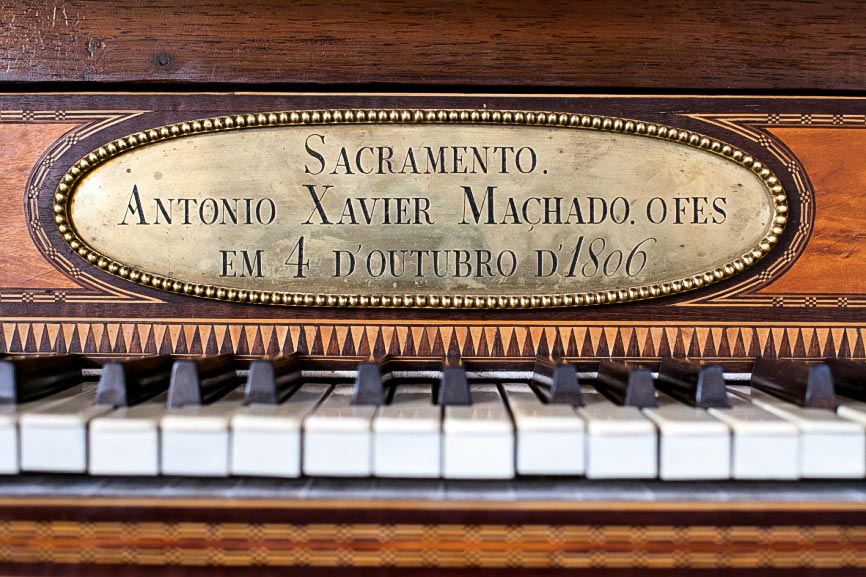 SACRAMENTO.
ANTONIO XAVIER MAÇHADO. OFES
EM 4 D'OUTUBRO D'1806